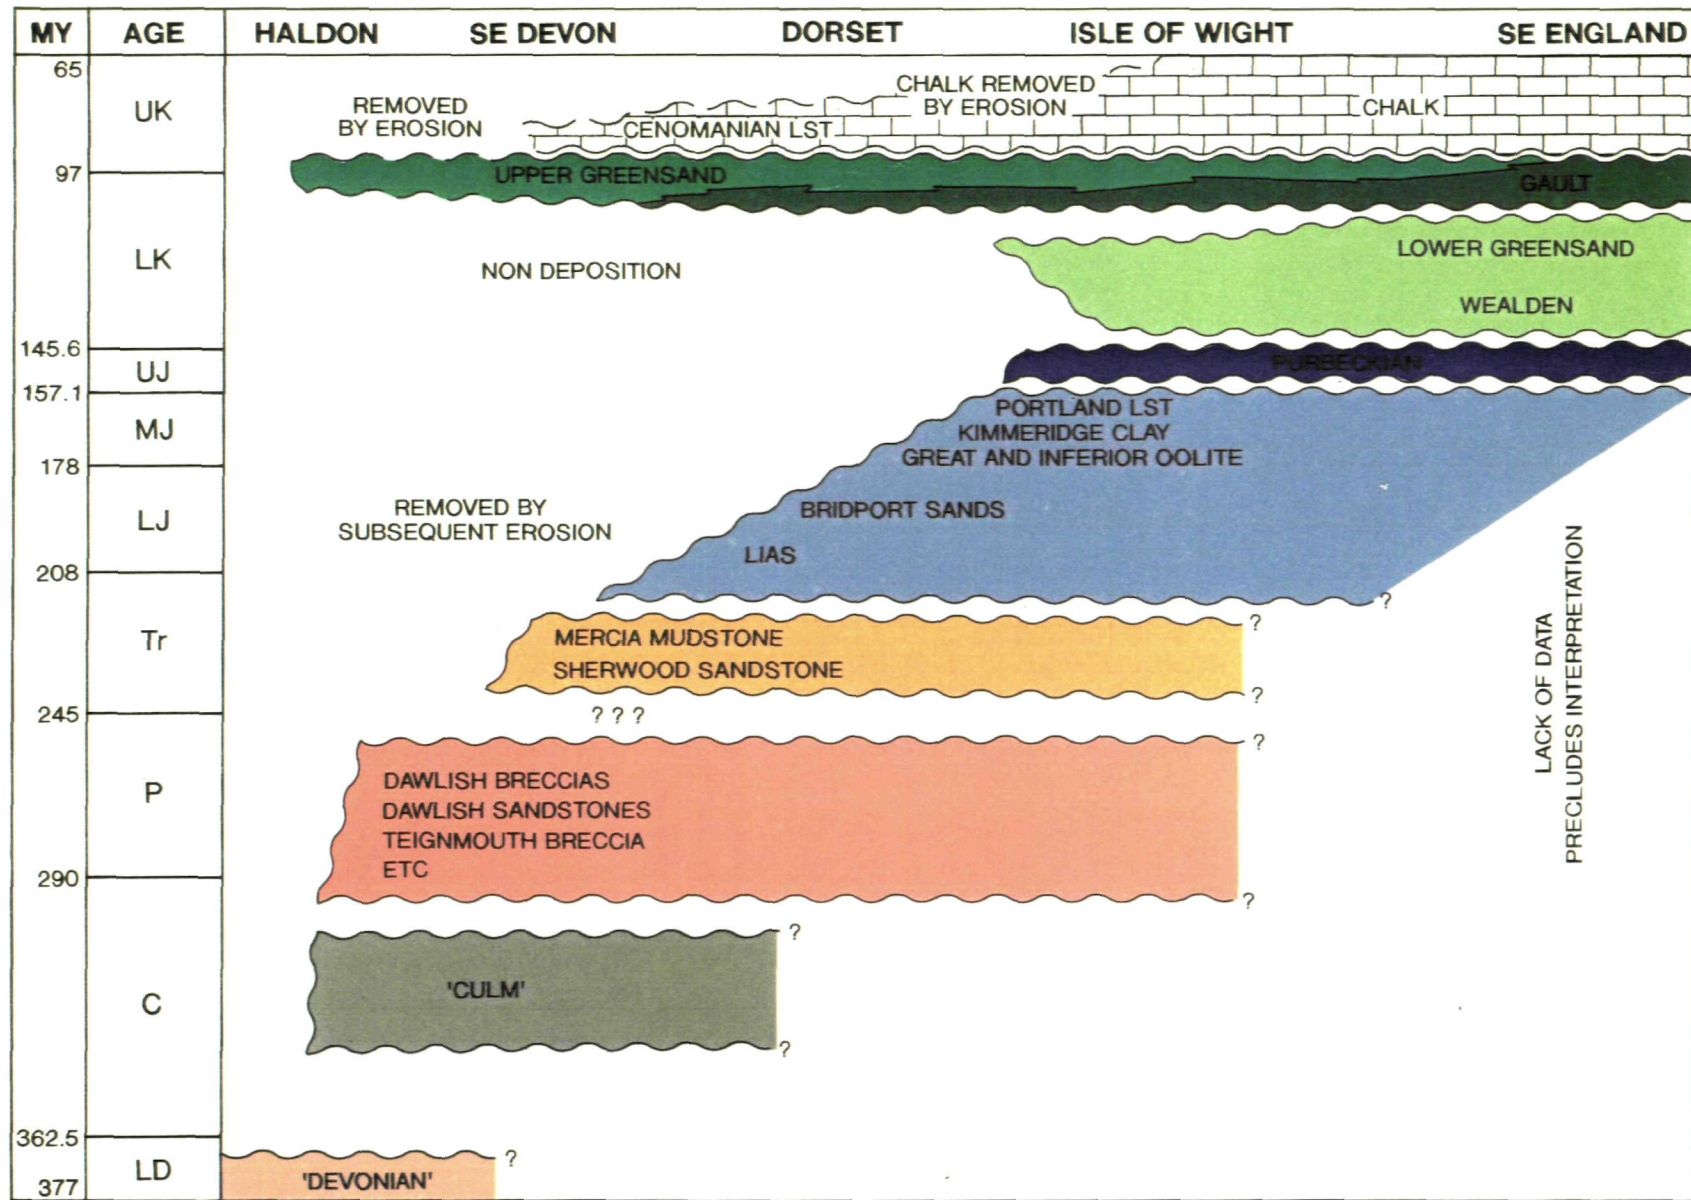 MY AGE HALDON SE DEVON DORSET ISLE OF WIGHT SE ENGLAND
65
UK
REMOVED
BY EROSION
CENOMANIAN LST
CHALK REMOVED
BY EROSION
CHALK
97
UPPER GREENSAND
GAULT
LK
NON DEPOSITION
LOWER GREENSAND
WEALDEN
145.6
UJ
PURBECKIAN
157.1
MJ
PORTLAND LST
KIMMERIDGE CLAY
GREAT AND INFERIOR OOLITE
178
LJ
REMOVED BY
SUBSEQUENT EROSION
BRIDPORT SANDS
LIAS
208
?
Tr
MERCIA MUDSTONE
SHERWOOD SANDSTONE
?
?
245
? ? ?
LACK OF DATA
PRECLUDES INTERPRETATION
P
DAWLISH BRECCIAS
DAWLISH SANDSTONES
TEIGNMOUTH BRECCIA
ETC
?
290
?
C
'CULM'
?
?
362.5
LD
'DEVONIAN'
?
377